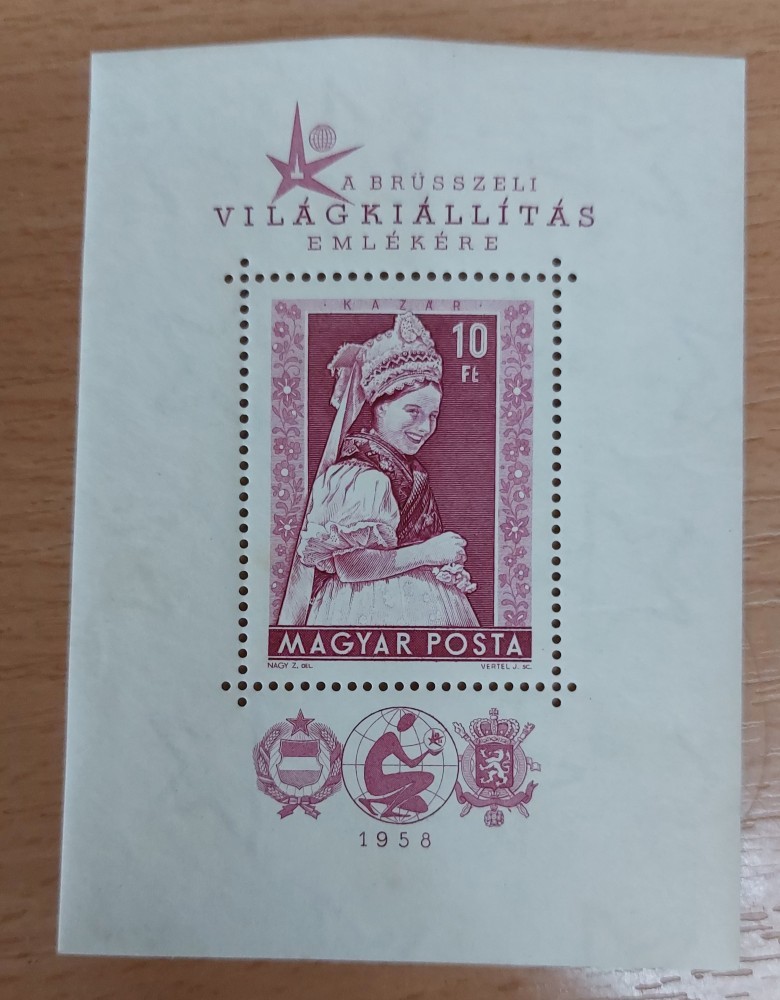 A BRÜSSZELI
VILÁGKIÁLLÍTÁS
EMLÉKÉRE
· KAZÁR ·
10
Ft
MAGYAR POSTA
NAGY Z. DEL. VERTEL J. SC.
1958